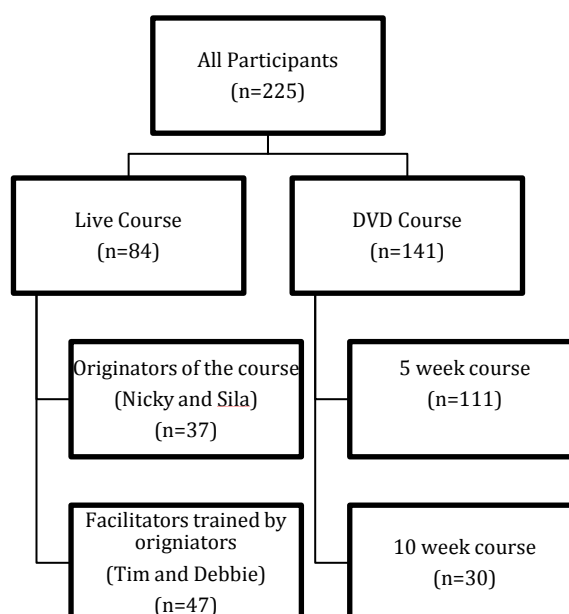 All Participants
(n=225)
Live Course
(n=84)
DVD Course
(n=141)
Originators of the course
(Nicky and Sila)
(n=37)
5 week course
(n=111)
Facilitators trained by
origniators
(Tim and Debbie)
(n=47)
10 week course
(n=30)